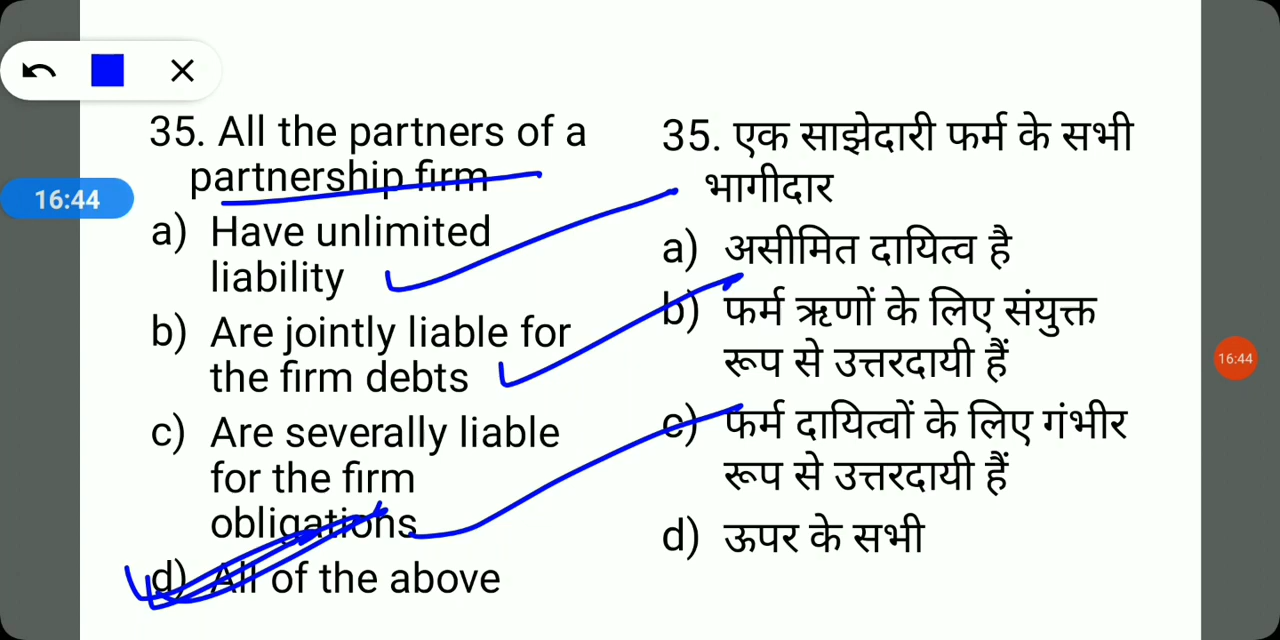 35. All the partners of a
partnership firm
a) Have unlimited
liability
b) Are jointly liable for
the firm debts
c) Are severally liable
for the firm
obligations
d) All of the above
35. एक साझेदारी फर्म के सभी
भागीदार
a) असीमित दायित्व है
b) फर्म ऋणों के लिए संयुक्त
रूप से उत्तरदायी हैं
c) फर्म दायित्वों के लिए गंभीर
रूप से उत्तरदायी हैं
d) ऊपर के सभी
16:44
16:44